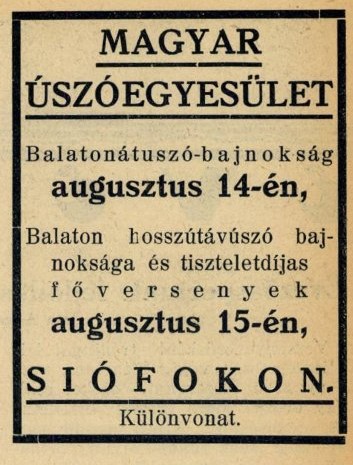 MAGYAR
ÚSZÓEGYESÜLET
Balatonátuszó-bajnokság
augusztus 14-én,
Balaton hosszútávúszó baj-
noksága és tiszteletdíjas
főversenyek
augusztus 15-én,
SIÓFOKON.
Különvonat.